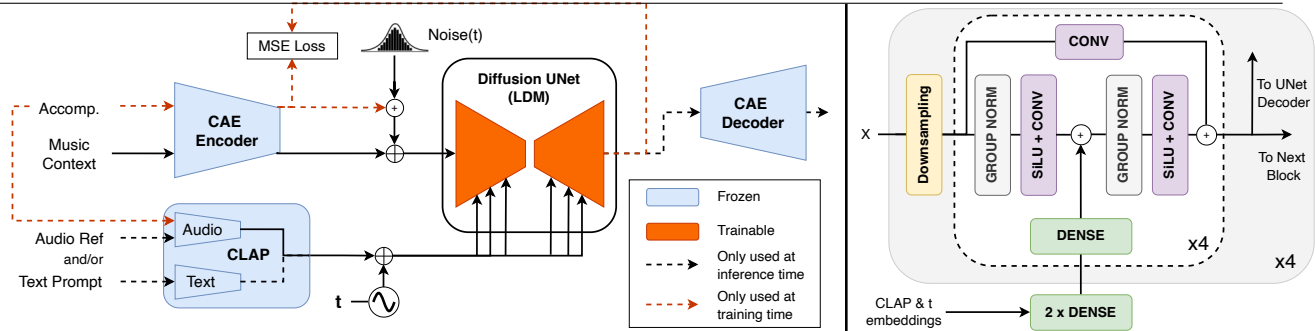 MSE Loss
Noise(t)
Diffusion UNet
(LDM)
Accomp.
CAE
Encoder
CAE
Decoder
Music
Context
Audio
Audio Ref
and/or
CLAP
Text Prompt
Text
t
Frozen
Trainable
Only used at
inference time
Only used at
training time
CONV
To UNet
Decoder
X
Downsampling
GROUP NORM
SiLU + CONV
GROUP NORM
SiLU + CONV
To Next
Block
DENSE
x4
x4
CLAP & t
embeddings
2 x DENSE